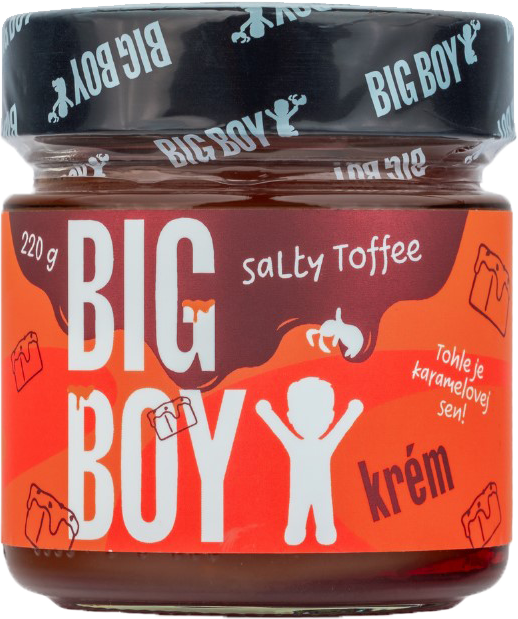 BIG BOY
BIG BOY
BIG BOY
BIG BOY
220 g
Salty Toffee
BIG
BOY
Tohle je
karamelovej
sen!
krém